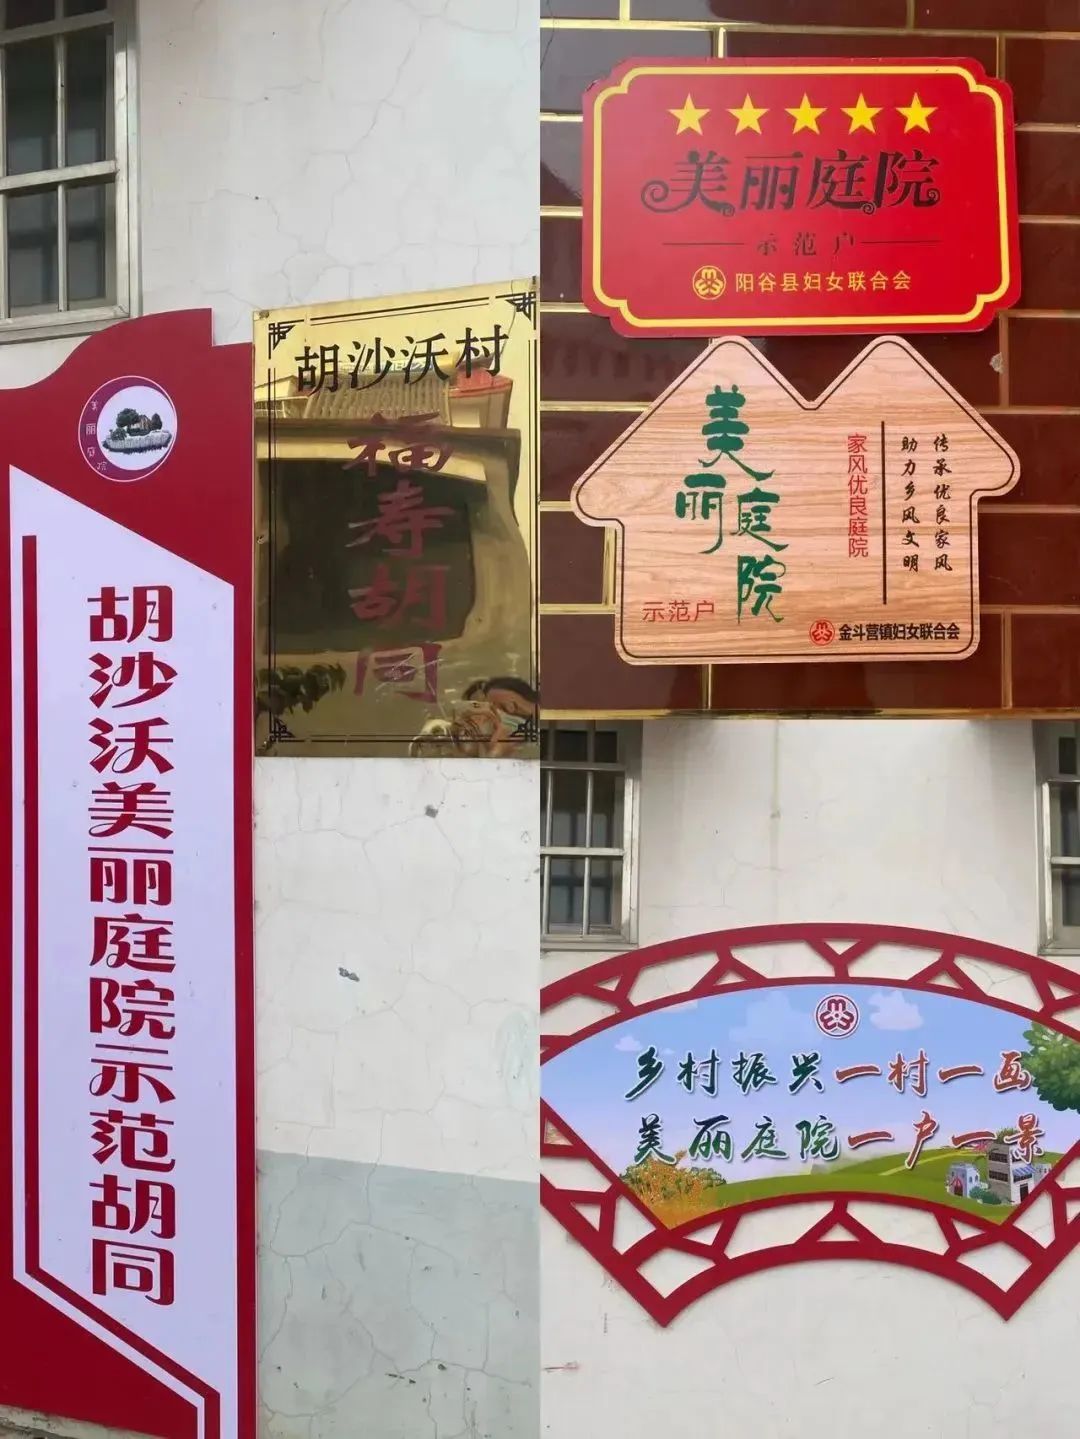 美丽庭院
胡沙沃美丽庭院示范胡同
胡沙沃村
福寿胡同
美丽庭院
示范户
阳谷县妇女联合会
美丽庭院
示范户
家风优良庭院
传承优良家风
助力乡风文明
金斗营镇妇女联合会
乡村振兴一村一画
美丽庭院一户一景